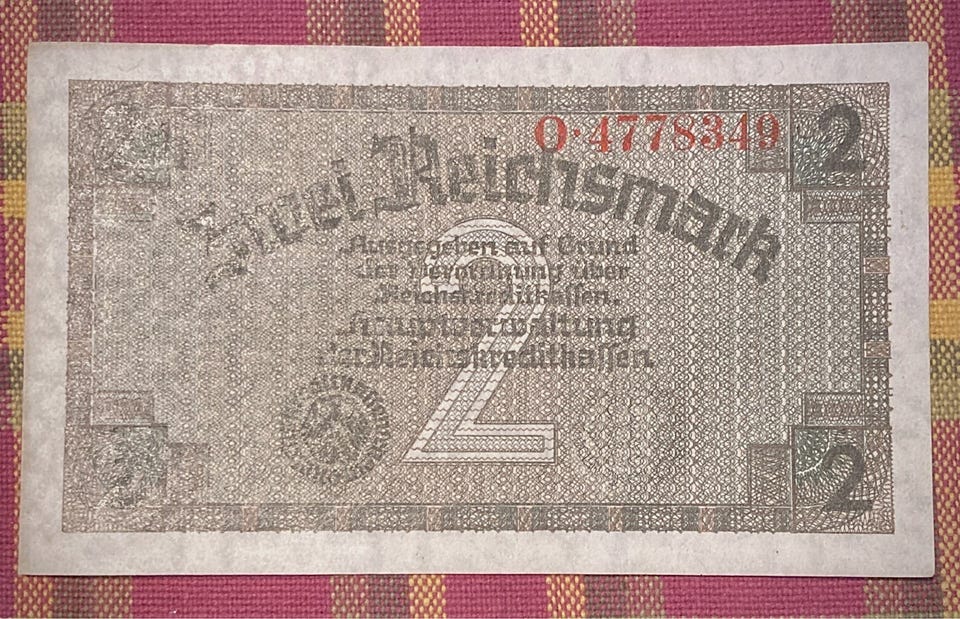 O·4778349
2
Zwei Reichsmark
Ausgegeben auf Grund
der Verordnung über
Reichskreditkassen.
Hauptverwaltung
der Reichskreditkassen.
2
2